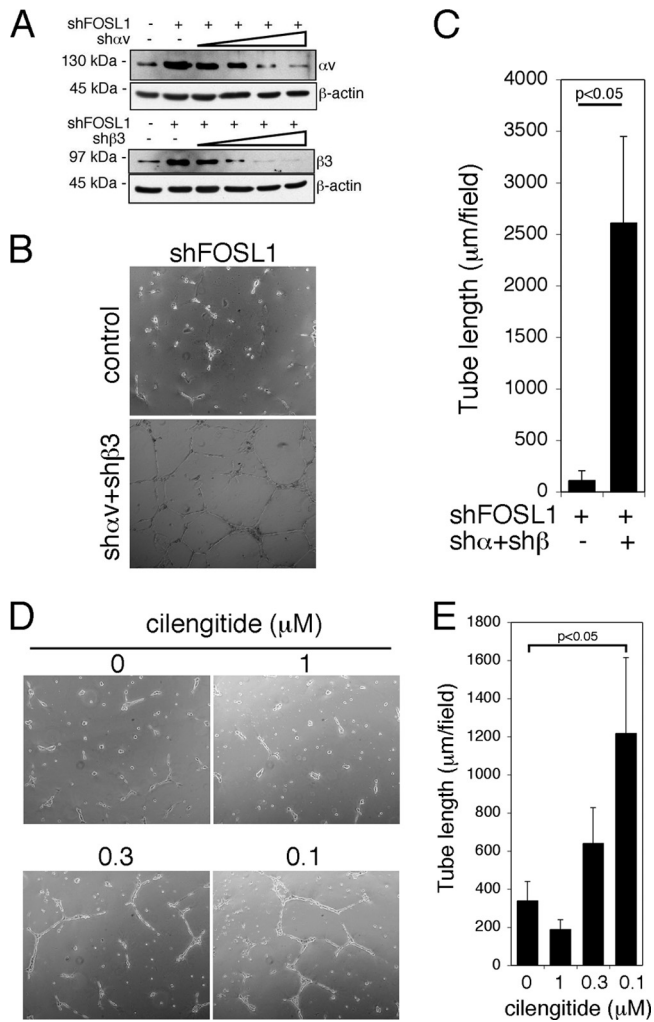 A
shFOSL1 - + + + + +
shαv - -
130 kDa - αv
45 kDa - β-actin
shFOSL1 - + + + + +
shβ3 - -
97 kDa - β3
45 kDa - β-actin
B
shFOSL1
control
shαv+shβ3
C
p<0.05
Tube length (μm/field)
4000
3500
3000
2500
2000
1500
1000
500
0
shFOSL1 + +
shα+shβ - +
D
cilengitide (μM)
0 1
0.3 0.1
E
p<0.05
Tube length (μm/field)
1800
1600
1400
1200
1000
800
600
400
200
0
0 1 0.3 0.1
cilengitide (μM)